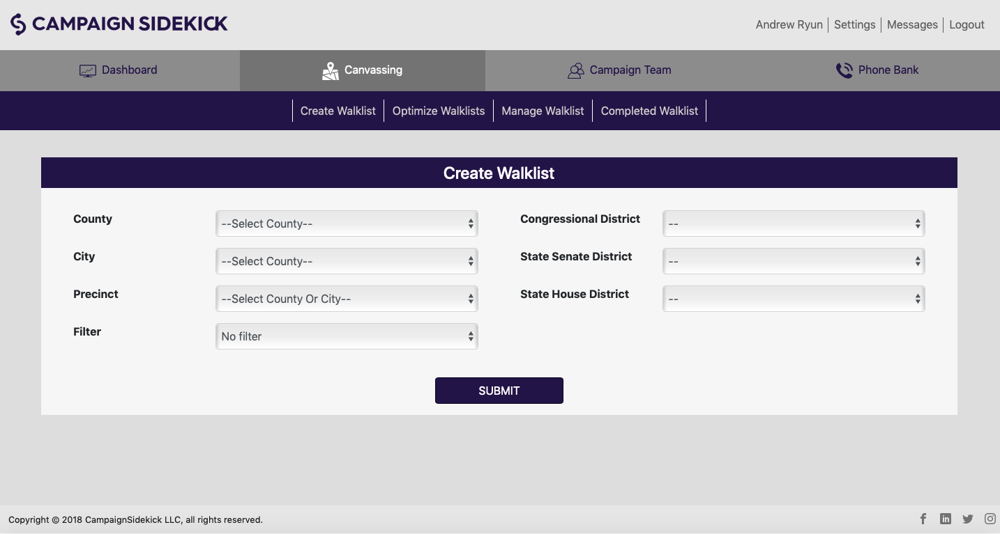 CAMPAIGN SIDEKICK
Andrew Ryun Settings Messages Logout
Dashboard Canvassing Campaign Team Phone Bank
Create Walklist Optimize Walklists Manage Walklist Completed Walklist
Create Walklist
County --Select County-- Congressional District --
City --Select County-- State Senate District --
Precinct --Select County Or City-- State House District --
Filter No filter
SUBMIT
Copyright © 2018 CampaignSidekick LLC, all rights reserved.